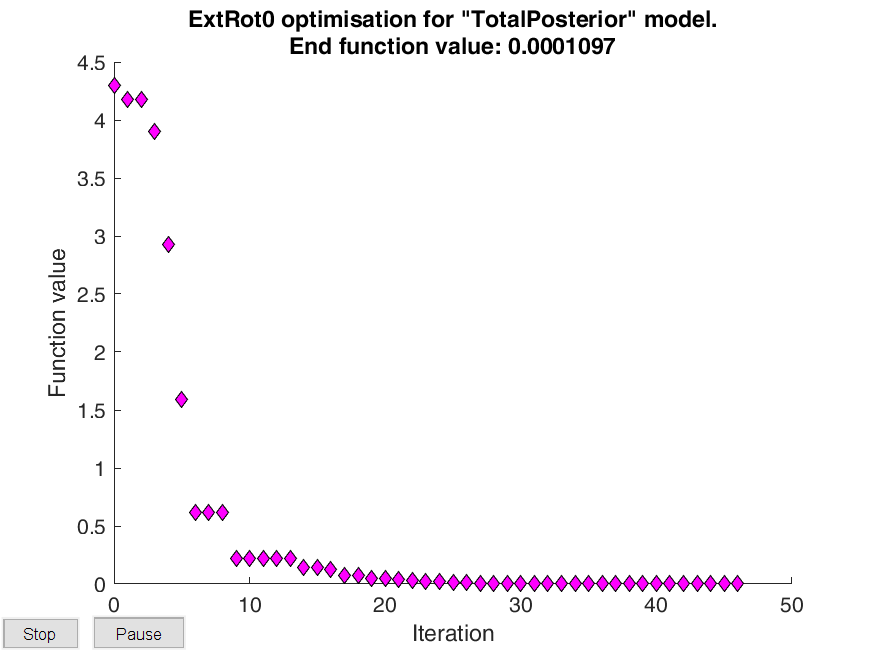 ExtRot0 optimisation for "TotalPosterior" model.
End function value: 0.0001097
4.5
4
3.5
3
2.5
2
1.5
1
0.5
0
Function value
0
10
20
30
40
50
Iteration
Stop
Pause